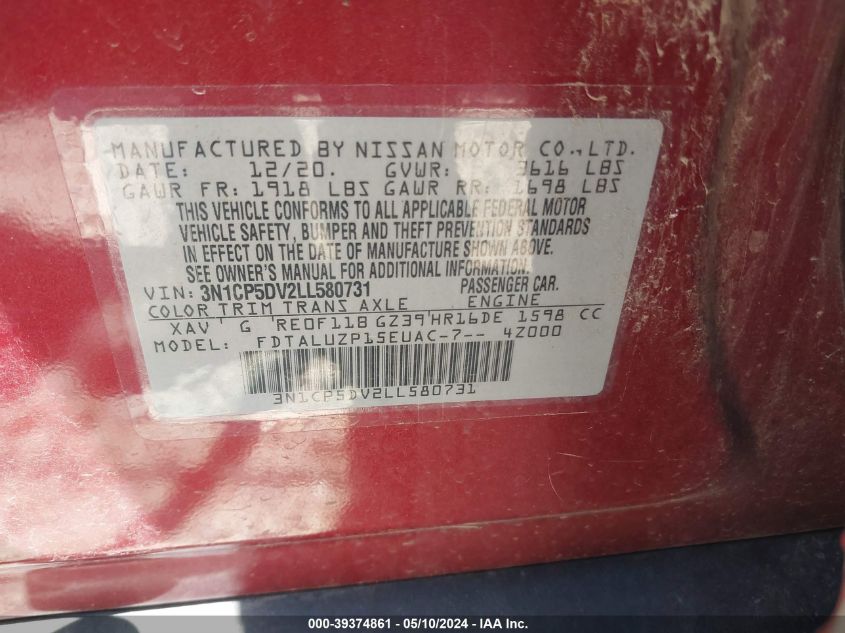 MANUFACTURED BY NISSAN MOTOR CO.,LTD.
DATE: 12/20. GVWR: 3616 LBS
GAWR FR: 1918 LBS GAWR RR: 1698 LBS
THIS VEHICLE CONFORMS TO ALL APPLICABLE FEDERAL MOTOR
VEHICLE SAFETY, BUMPER AND THEFT PREVENTION STANDARDS
IN EFFECT ON THE DATE OF MANUFACTURE SHOWN ABOVE.
SEE OWNER'S MANUAL FOR ADDITIONAL INFORMATION.
VIN: 3N1CP5DV2LL580731 PASSENGER CAR.
COLOR TRIM TRANS AXLE ENGINE
XAV G RE0F11B GZ39 HR16DE 1598 CC
MODEL: FDTALUZP15EUAC-7-- 4Z000
3N1CP5DV2LL580731
000-39374861 - 05/10/2024 - IAA Inc.